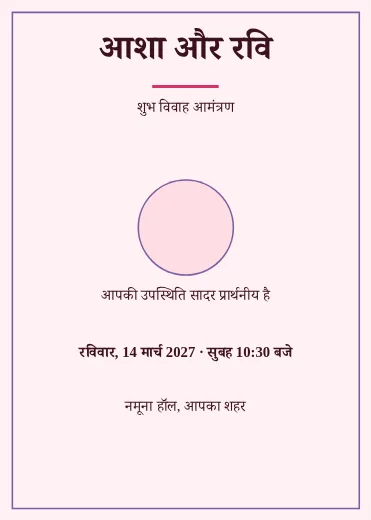 आशा और रवि
शुभ विवाह आमंत्रण
आपकी उपस्थिति सादर प्रार्थनीय है
रविवार, 14 मार्च 2027 · सुबह 10:30 बजे
नमूना हॉल, आपका शहर